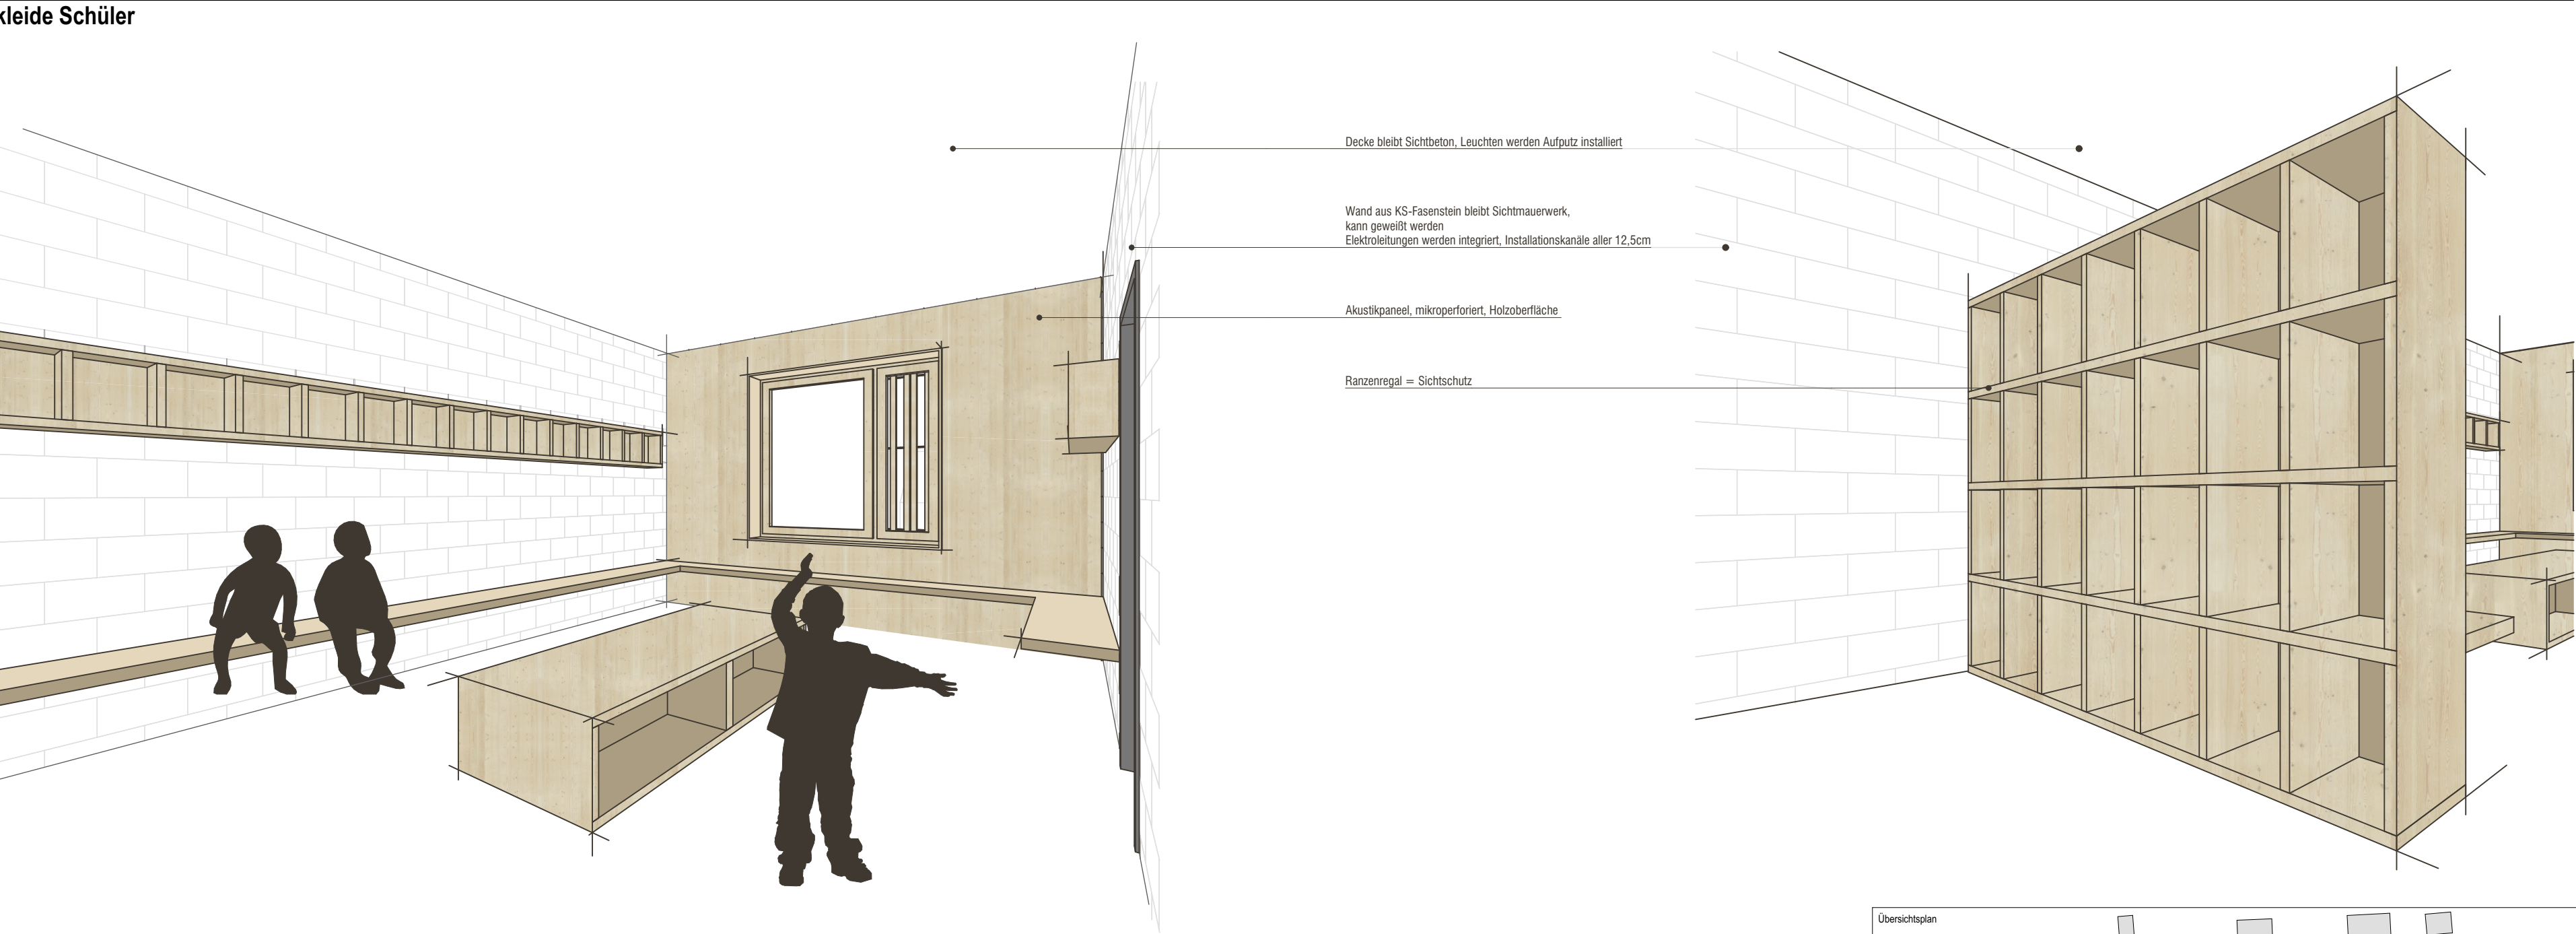 kleide Schüler
Decke bleibt Sichtbeton, Leuchten werden Aufputz installiert
Wand aus KS-Fasenstein bleibt Sichtmauerwerk,
kann geweißt werden
Elektroleitungen werden integriert, Installationskanäle aller 12,5cm
Akustikpaneel, mikroperforiert, Holzoberfläche
Ranzenregal = Sichtschutz
Übersichtsplan